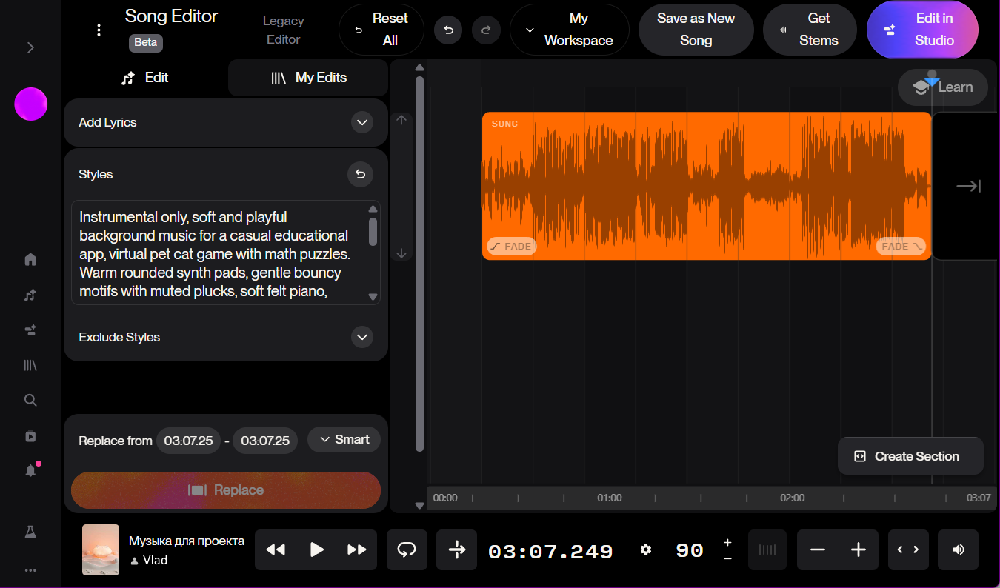 Song Editor
Beta
Legacy
Editor
Reset
All
My
Workspace
Save as New
Song
Get
Stems
Edit in
Studio
Edit
My Edits
Learn
Add Lyrics
Styles
Instrumental only, soft and playful
background music for a casual educational
app, virtual pet cat game with math puzzles.
Warm rounded synth pads, gentle bouncy
motifs with muted plucks, soft felt piano,
Exclude Styles
SONG
FADE
FADE
Replace from 03:07.25 - 03:07.25 Smart
Replace
Create Section
00:00 01:00 02:00 03:07
Музыка для проекта
Vlad
03:07.249
90